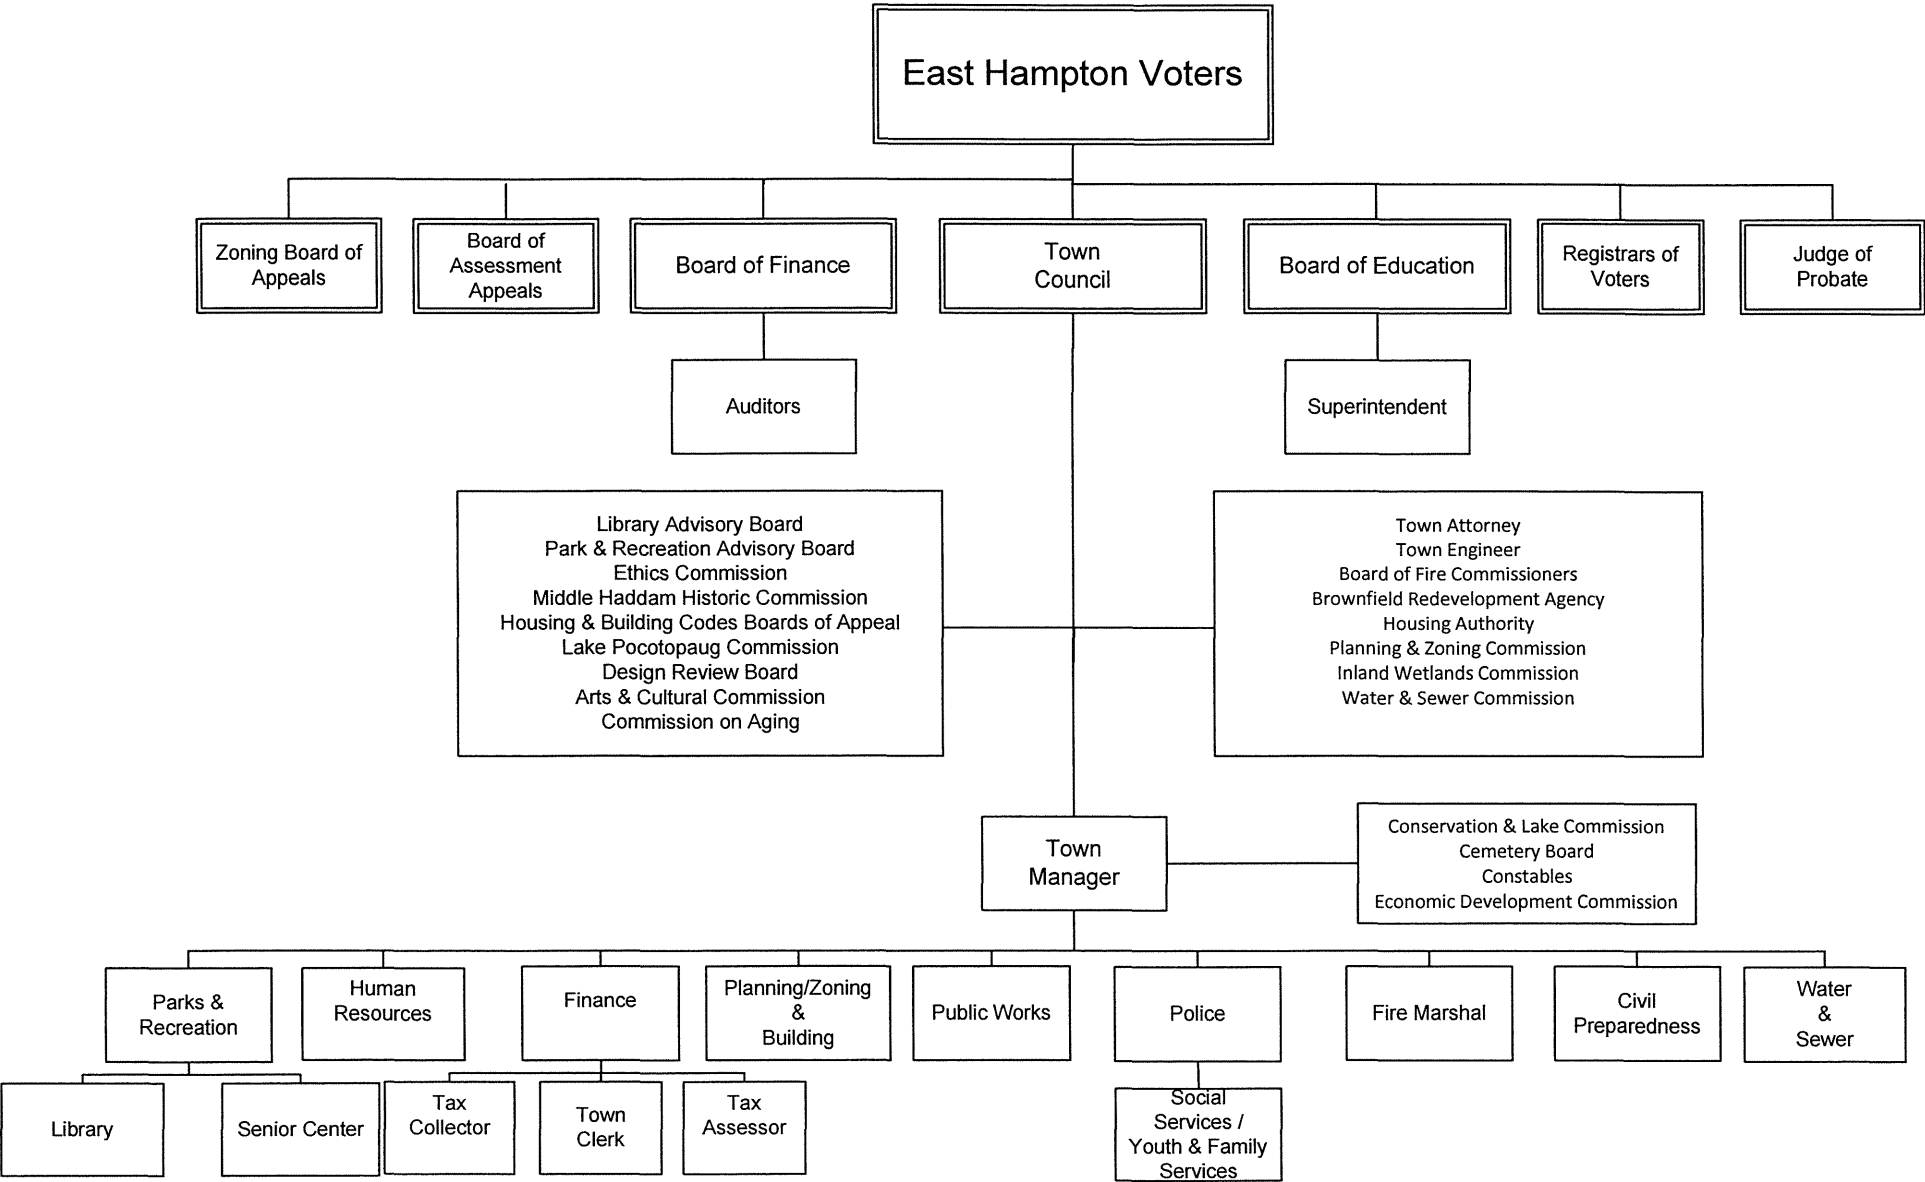 East Hampton Voters
Zoning Board of
Appeals
Board of
Assessment
Appeals
Board of Finance
Town
Council
Board of Education
Registrars of
Voters
Judge of
Probate
Auditors
Superintendent
Library Advisory Board
Park & Recreation Advisory Board
Ethics Commission
Middle Haddam Historic Commission
Housing & Building Codes Boards of Appeal
Lake Pocotopaug Commission
Design Review Board
Arts & Cultural Commission
Commission on Aging
Town Attorney
Town Engineer
Board of Fire Commissioners
Brownfield Redevelopment Agency
Housing Authority
Planning & Zoning Commission
Inland Wetlands Commission
Water & Sewer Commission
Town
Manager
Conservation & Lake Commission
Cemetery Board
Constables
Economic Development Commission
Parks &
Recreation
Human
Resources
Finance
Planning/Zoning
&
Building
Public Works
Police
Fire Marshal
Civil
Preparedness
Water
&
Sewer
Library
Senior Center
Tax
Collector
Town
Clerk
Tax
Assessor
Social
Services /
Youth & Family
Services